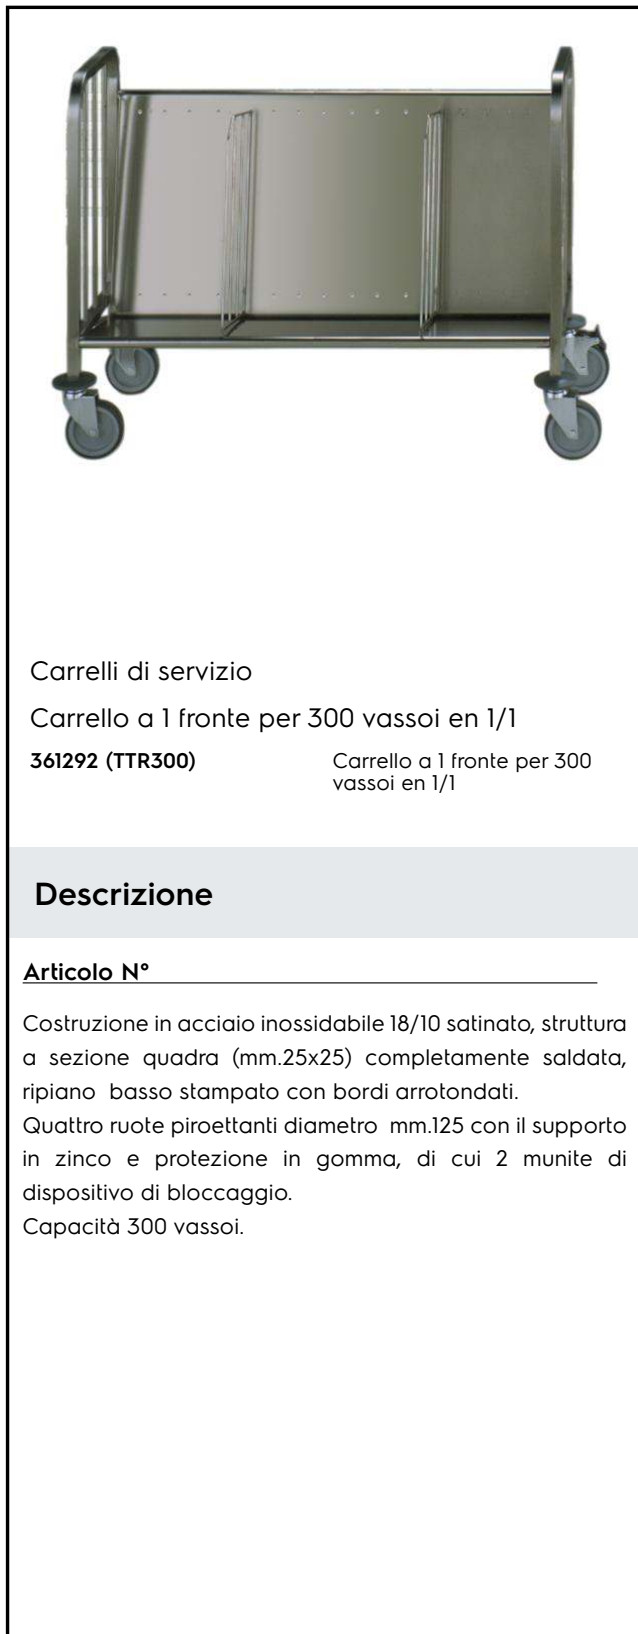 Carrelli di servizio
Carrello a 1 fronte per 300 vassoi en 1/1
361292 (TTR300) Carrello a 1 fronte per 300
vassoi en 1/1
Descrizione
Articolo N°
Costruzione in acciaio inossidabile 18/10 satinato, struttura
a sezione quadra (mm.25x25) completamente saldata,
ripiano basso stampato con bordi arrotondati.
Quattro ruote piroettanti diametro mm.125 con il supporto
in zinco e protezione in gomma, di cui 2 munite di
dispositivo di bloccaggio.
Capacità 300 vassoi.